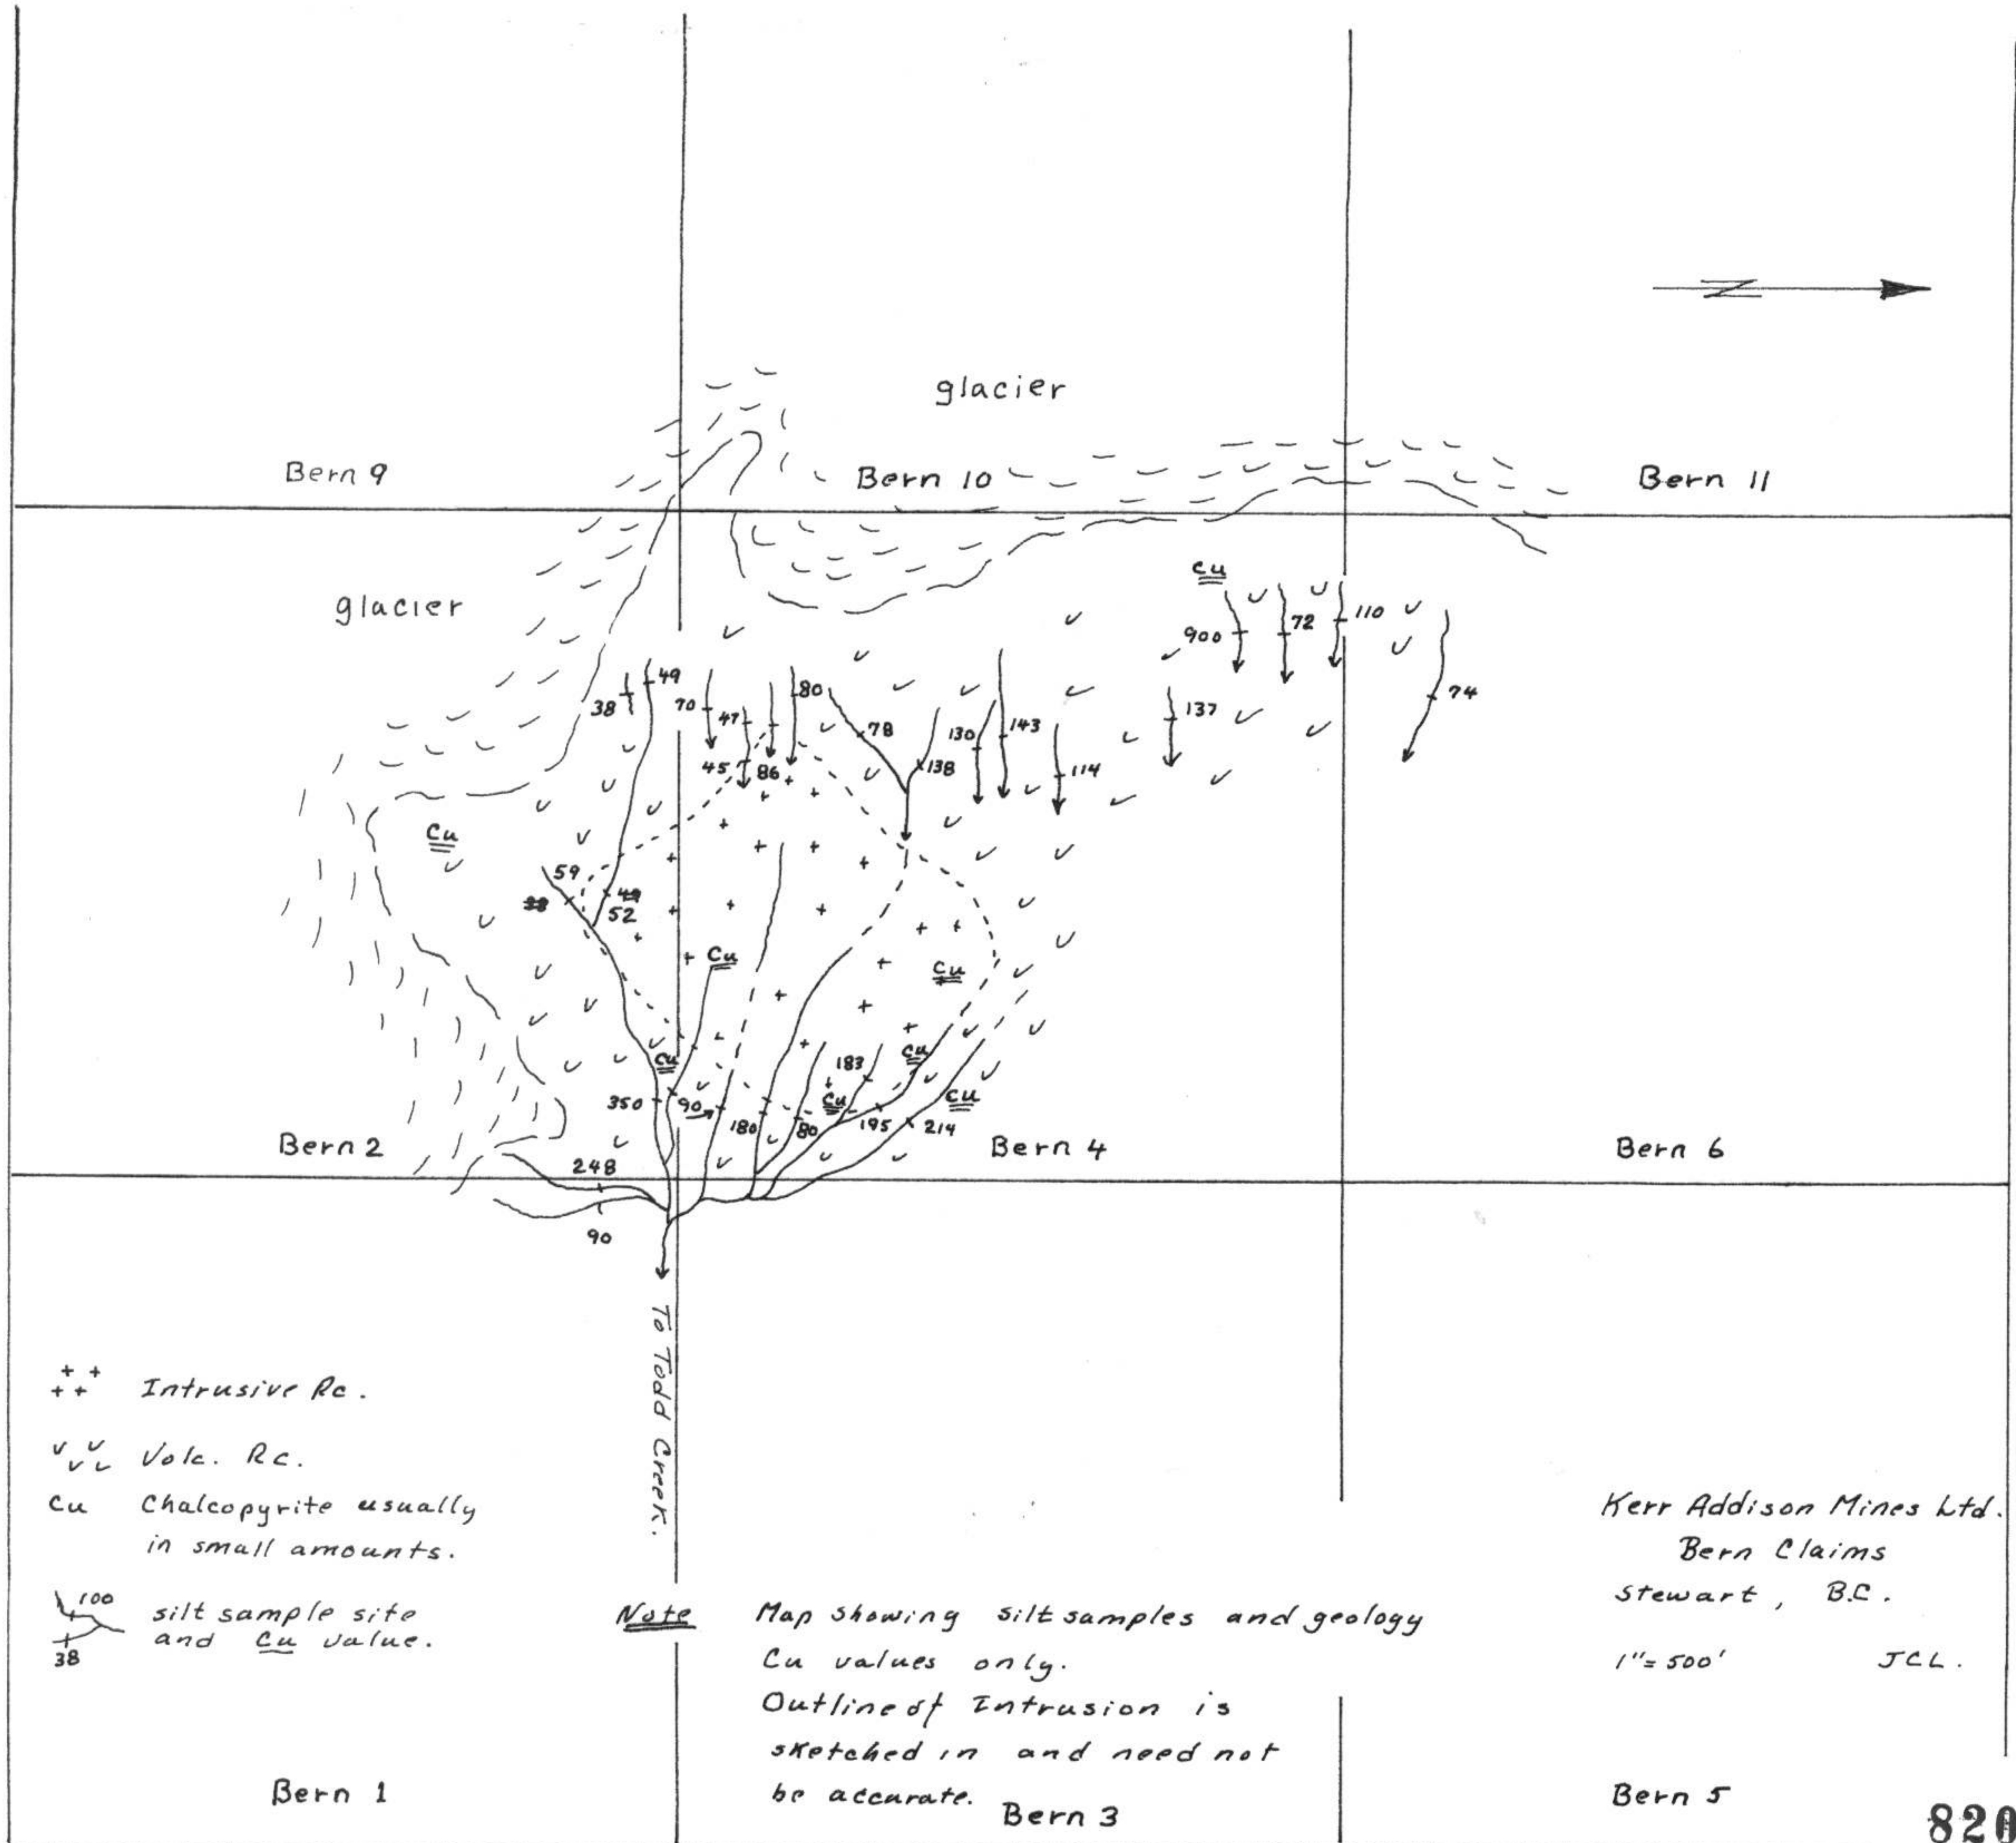 glacier
Bern 9
Bern 10
Bern 11
glacier
Cu
900
72
110
74
137
38
49
70
47
80
78
130
143
138
114
45
86
Cu
59
52
Cu
Cu
Cu
Cu
183
Cu
Cu
350
90
180
80
195
214
Bern 2
Bern 4
Bern 6
248
90
To Todd Creek.
Intrusive Rc.
Volc. Rc.
Cu Chalcopyrite usually
in small amounts.
100
silt sample site
and Cu value.
38
Note Map showing silt samples and geology
Cu values only.
Outline of Intrusion is
sketched in and need not
be accurate.
Kerr Addison Mines Ltd.
Bern Claims
Stewart, B.C.
1"= 500' JCL.
Bern 1
Bern 3
Bern 5
820